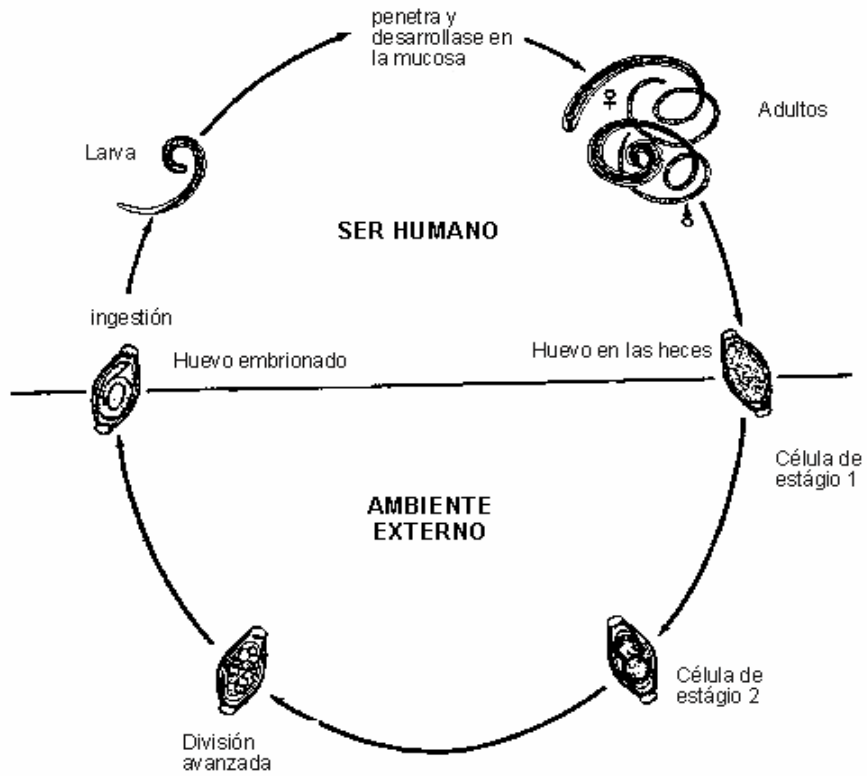 penetra y
desarrollase en
la mucosa
Adultos
Larva
SER HUMANO
ingestión
Huevo embrionado
Huevo en las heces
Célula de
estágio 1
AMBIENTE
EXTERNO
Célula de
estágio 2
División
avanzada